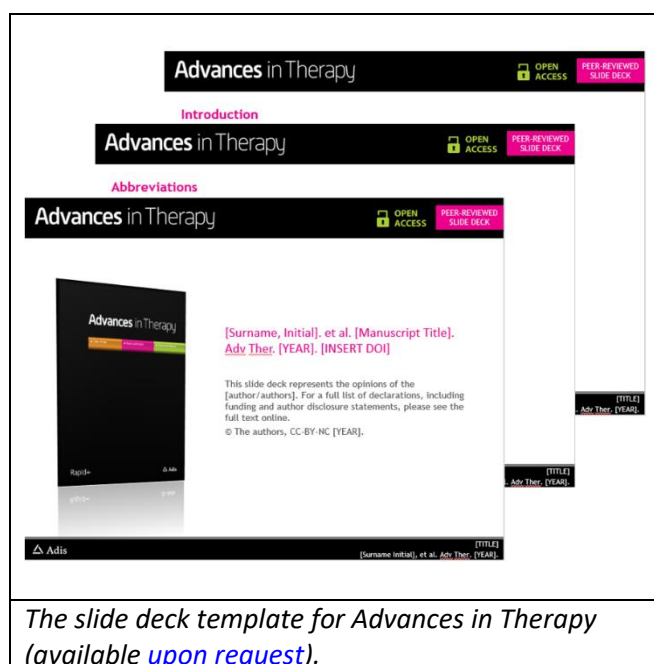 Advances in Therapy
OPEN ACCESS
PEER-REVIEWED
SLIDE DECK
Introduction
Advances in Therapy
OPEN ACCESS
PEER-REVIEWED
SLIDE DECK
Abbreviations
Advances in Therapy
OPEN ACCESS
PEER-REVIEWED
SLIDE DECK
Advances in Therapy
Rapid+
Adis
[Surname, Initial]. et al. [Manuscript Title].
Adv Ther. [YEAR]. [INSERT DOI]
This slide deck represents the opinions of the
[author/authors]. For a full list of declarations, including
funding and author disclosure statements, please see the
full text online.
© The authors, CC-BY-NC [YEAR].
[TITLE]
. Adv Ther. [YEAR].
[TITLE]
. Adv Ther. [YEAR].
Adis
[TITLE]
[Surname Initial], et al. Adv Ther. [YEAR].
The slide deck template for Advances in Therapy
(available upon request).